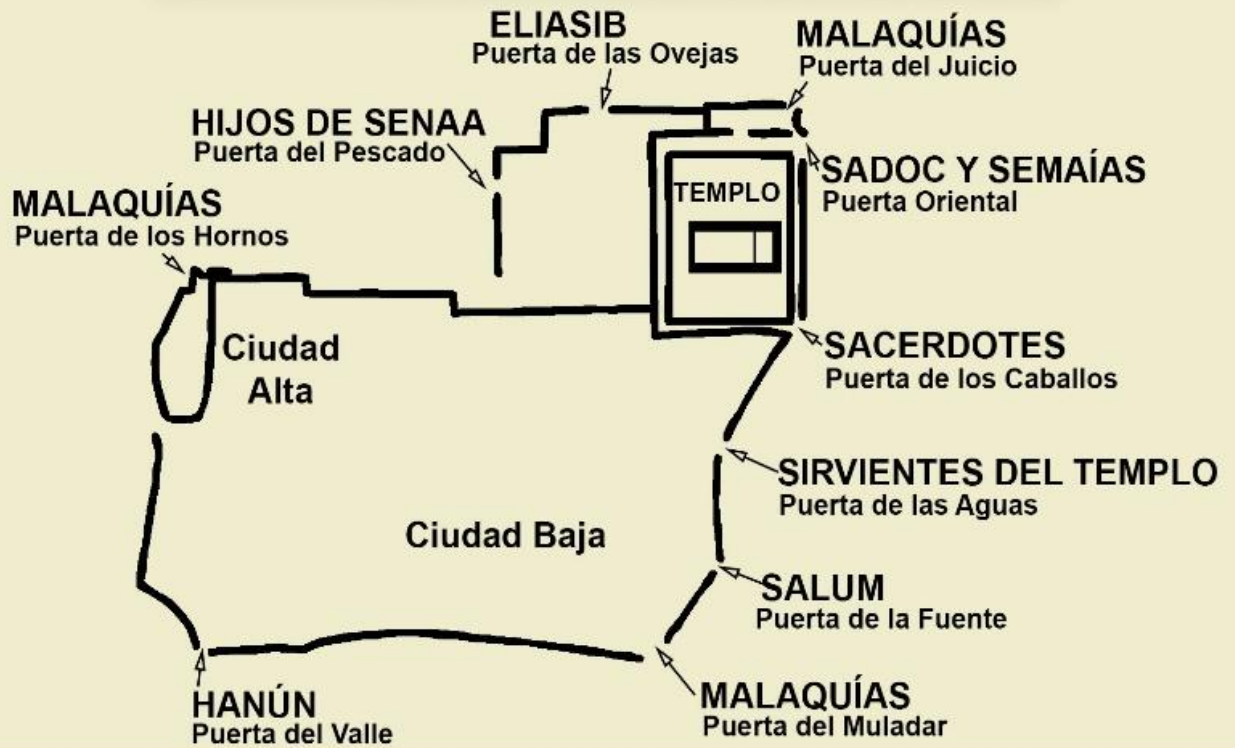 ELIASIB
Puerta de las Ovejas
MALAQUÍAS
Puerta del Juicio
HIJOS DE SENAA
Puerta del Pescado
SADOC Y SEMAÍAS
Puerta Oriental
TEMPLO
MALAQUÍAS
Puerta de los Hornos
Ciudad
Alta
SACERDOTES
Puerta de los Caballos
SIRVIENTES DEL TEMPLO
Puerta de las Aguas
Ciudad Baja
SALUM
Puerta de la Fuente
HANÚN
Puerta del Valle
MALAQUÍAS
Puerta del Muladar